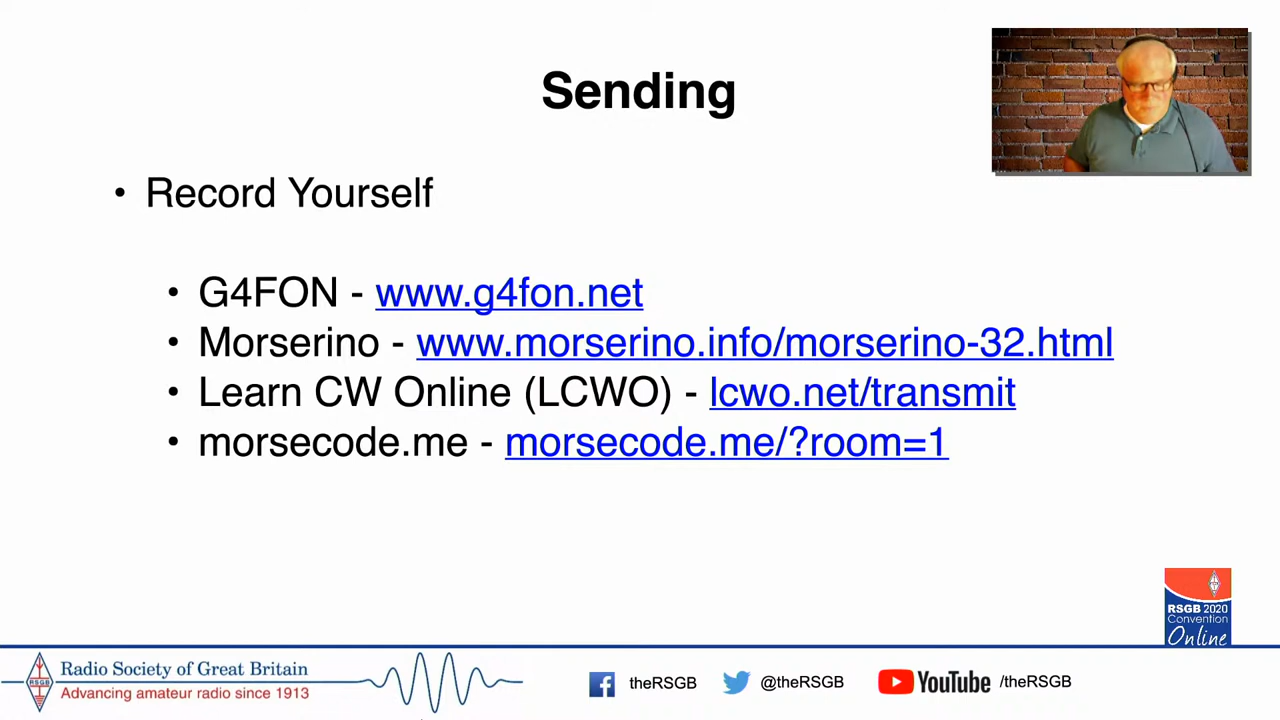 Sending
• Record Yourself
• G4FON - www.g4fon.net
• Morserino - www.morserino.info/morserino-32.html
• Learn CW Online (LCWO) - lcwo.net/transmit
• morsecode.me - morsecode.me/?room=1
RSGB 2020
Convention
Online
RSGB
Radio Society of Great Britain
Advancing amateur radio since 1913
theRSGB
@theRSGB
YouTube /theRSGB